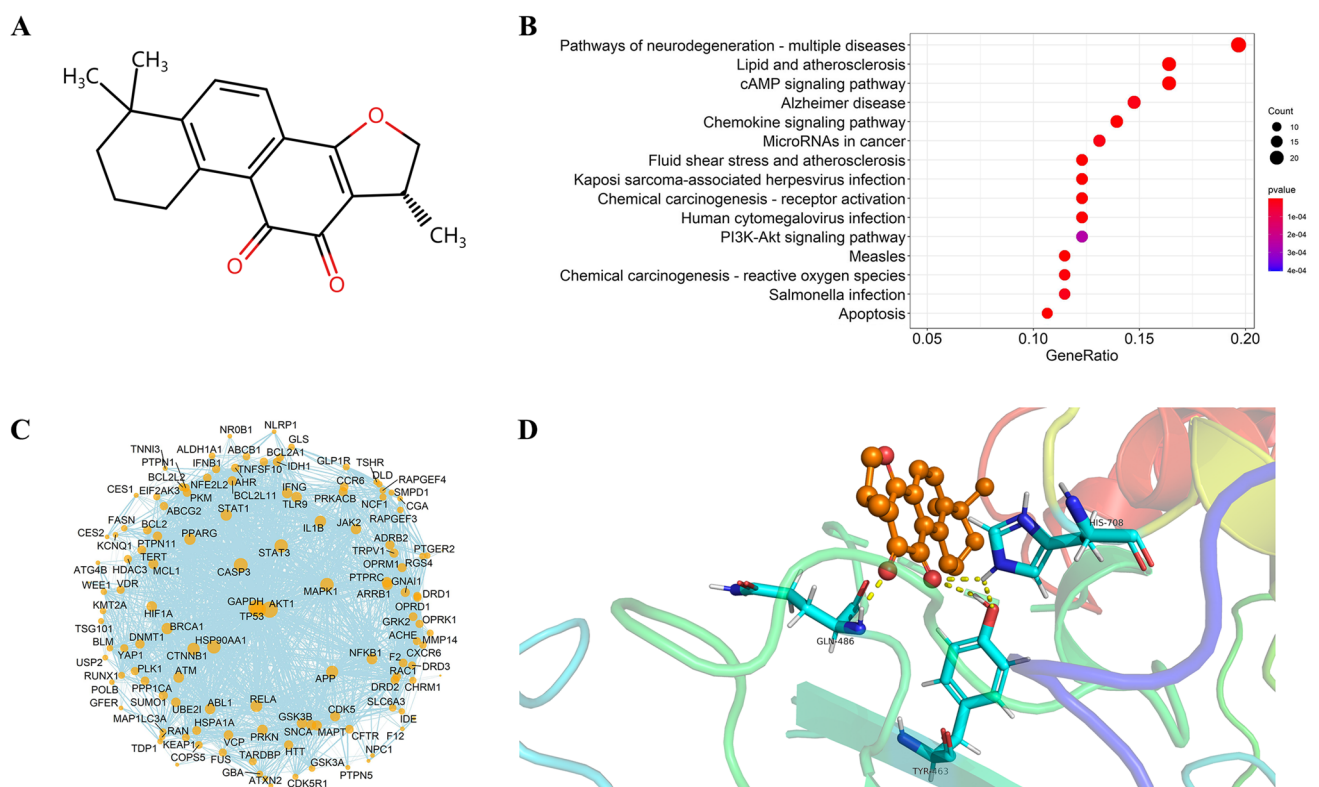 A
H₃C
CH₃
O
O
O
CH₃
B
Pathways of neurodegeneration - multiple diseases
Lipid and atherosclerosis
cAMP signaling pathway
Alzheimer disease
Chemokine signaling pathway
MicroRNAs in cancer
Fluid shear stress and atherosclerosis
Kaposi sarcoma-associated herpesvirus infection
Chemical carcinogenesis - receptor activation
Human cytomegalovirus infection
PI3K-Akt signaling pathway
Measles
Chemical carcinogenesis - reactive oxygen species
Salmonella infection
Apoptosis
0.05 0.10 0.15 0.20
GeneRatio
Count
10
15
20
pvalue
1e-04
2e-04
3e-04
4e-04
C
NR0B1
NLRP1
TNNI3
ALDH1A1
ABCB1
GLS
PTPN1
IFNB1
BCL2A1
TNFSF10
IDH1
GLP1R
TSHR
BCL2L2
NFE2L2
AHR
DLD
RAPGEF4
CES1
EIF2AK3
PKM
BCL2L11
IFNG
CCR6
SMPD1
ABCG2
TLR9
PRKACB
NCF1
CGA
STAT1
RAPGEF3
FASN
BCL2
IL1B
JAK2
CES2
PPARG
ADRB2
KCNQ1
PTPN11
STAT3
TRPV1
PTGER2
TERT
OPRM1
RGS4
ATG4B
HDAC3
MCL1
CASP3
PTPRC
GNAI1
WEE1
VDR
MAPK1
ARRB1
DRD1
KMT2A
HIF1A
GAPDH
AKT1
OPRD1
TSG101
TP53
GRK2
OPRK1
BLM
DNMT1
BRCA1
ACHE
MMP14
YAP1
HSP90AA1
CXCR6
USP2
CTNNB1
NFKB1
F2
RUNX1
PLK1
ATM
APP
RAC1
DRD3
POLB
PPP1CA
DRD2
CHRM1
GFER
SUMO1
ABL1
RELA
SLC6A3
UBE2I
CDK5
IDE
MAP1LC3A
HSPA1A
GSK3B
RAN
SNCA
MAPT
CFTR
F12
TDP1
KEAP1
VCP
PRKN
HTT
NPC1
COPS5
FUS
TARDBP
GSK3A
GBA
PTPN5
ATXN2
CDK5R1
D
HIS-708
GLN-486
TYR-463